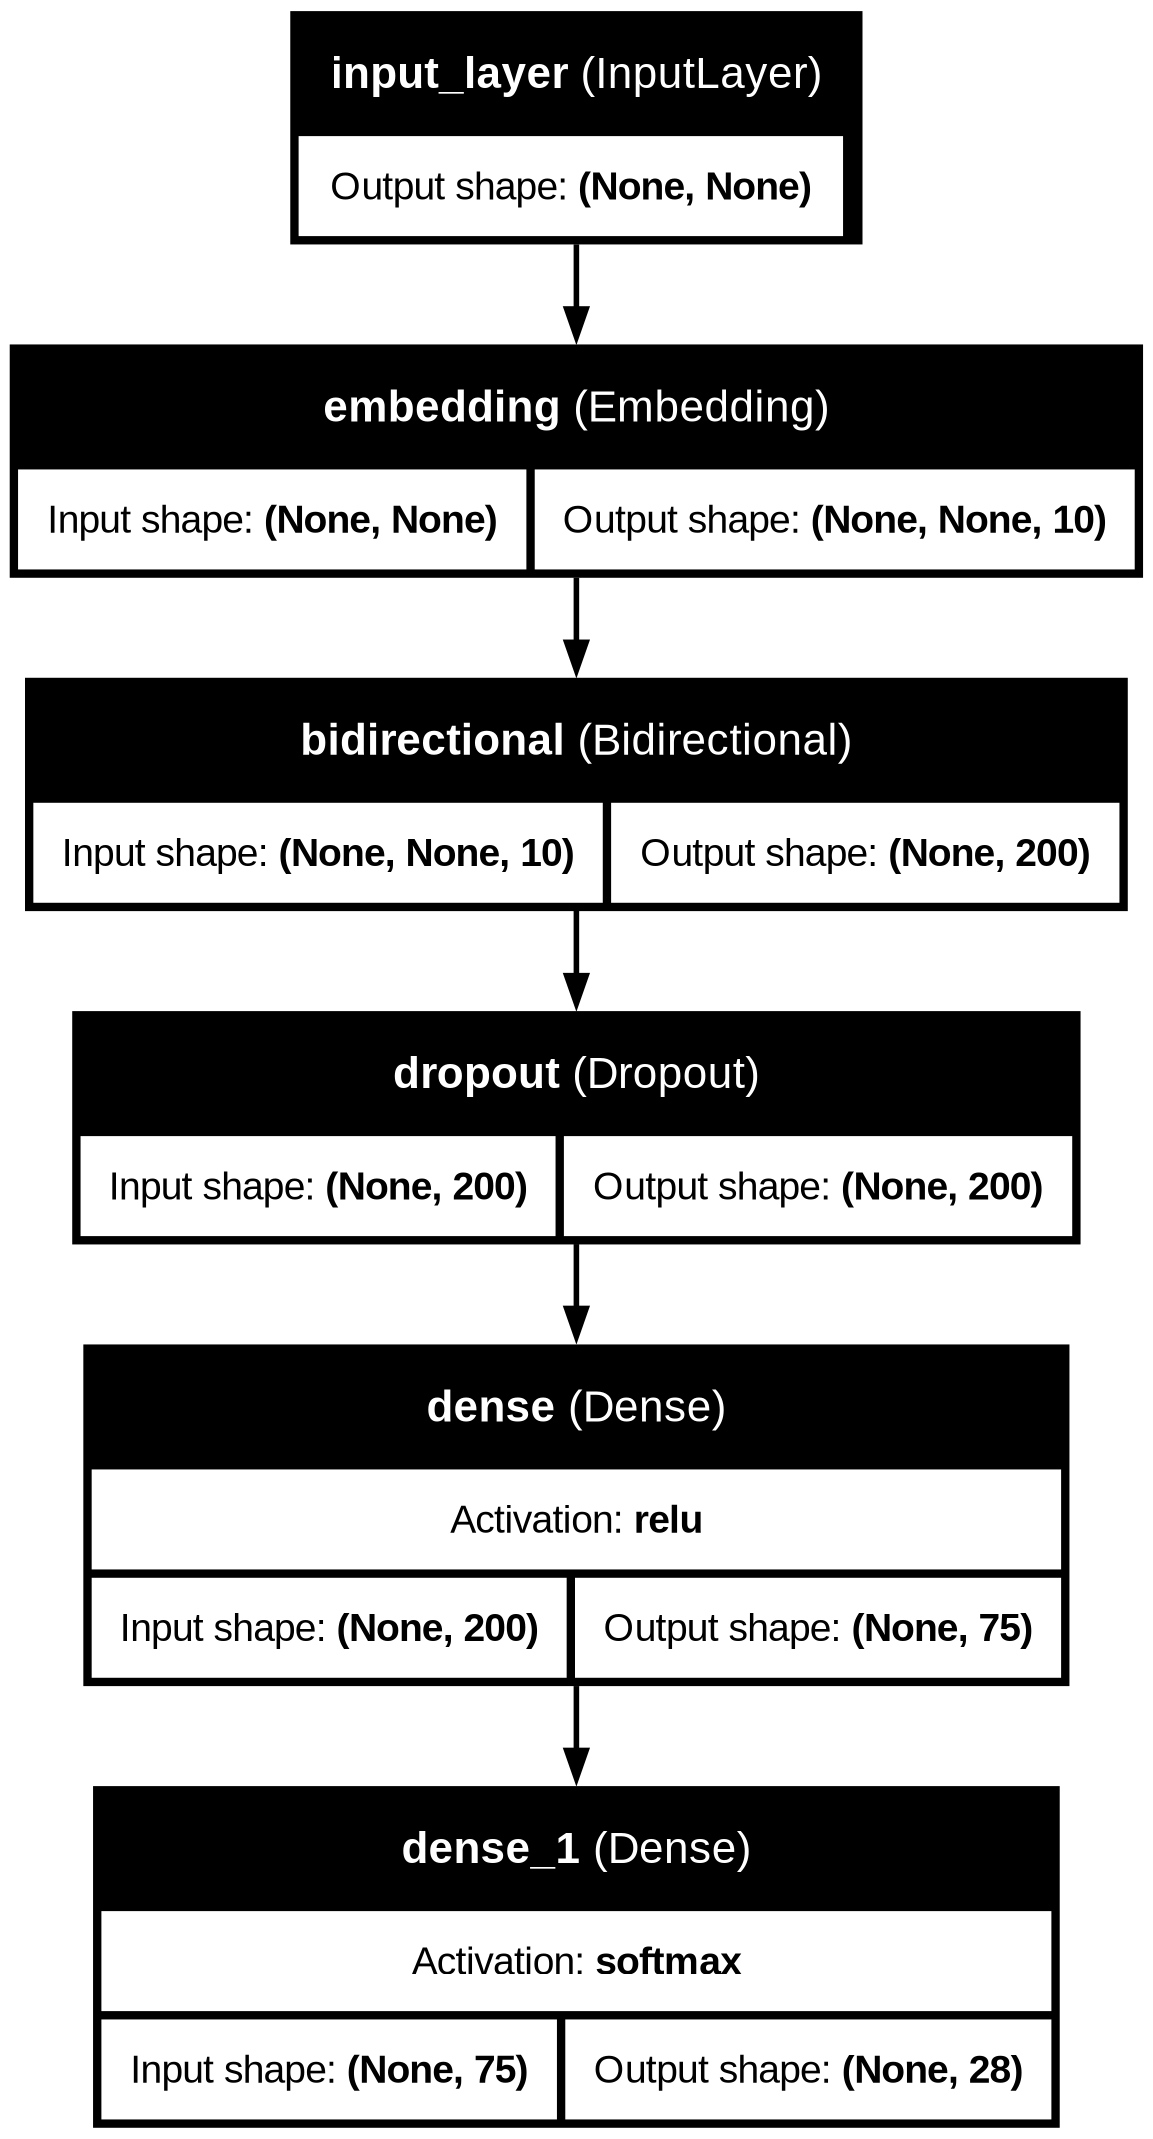 input_layer (InputLayer)
Output shape: (None, None)
embedding (Embedding)
Input shape: (None, None)
Output shape: (None, None, 10)
bidirectional (Bidirectional)
Input shape: (None, None, 10)
Output shape: (None, 200)
dropout (Dropout)
Input shape: (None, 200)
Output shape: (None, 200)
dense (Dense)
Activation: relu
Input shape: (None, 200)
Output shape: (None, 75)
dense_1 (Dense)
Activation: softmax
Input shape: (None, 75)
Output shape: (None, 28)